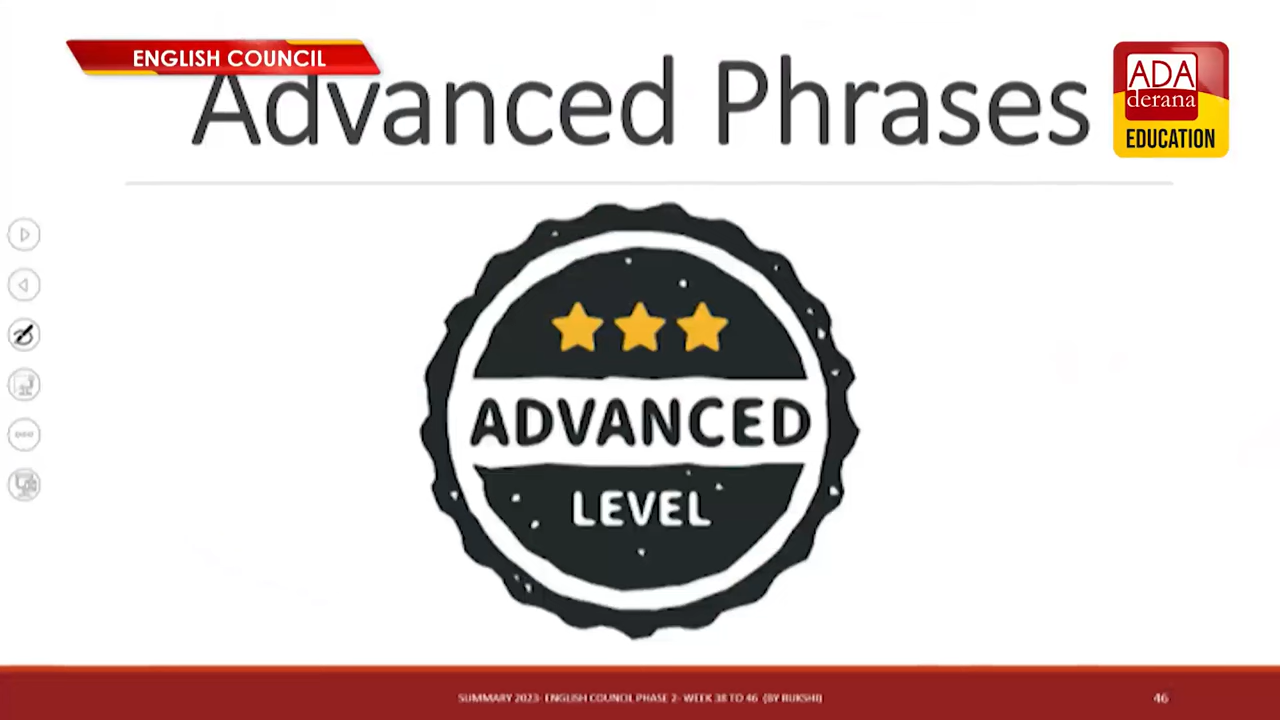 ENGLISH COUNCIL
Advanced Phrases
ADA
derana
EDUCATION
ADVANCED
LEVEL
SUMMARY 2023- ENGLISH COUNCIL PHASE 2- WEEK 38 TO 46 (BY RUKSHI)
46